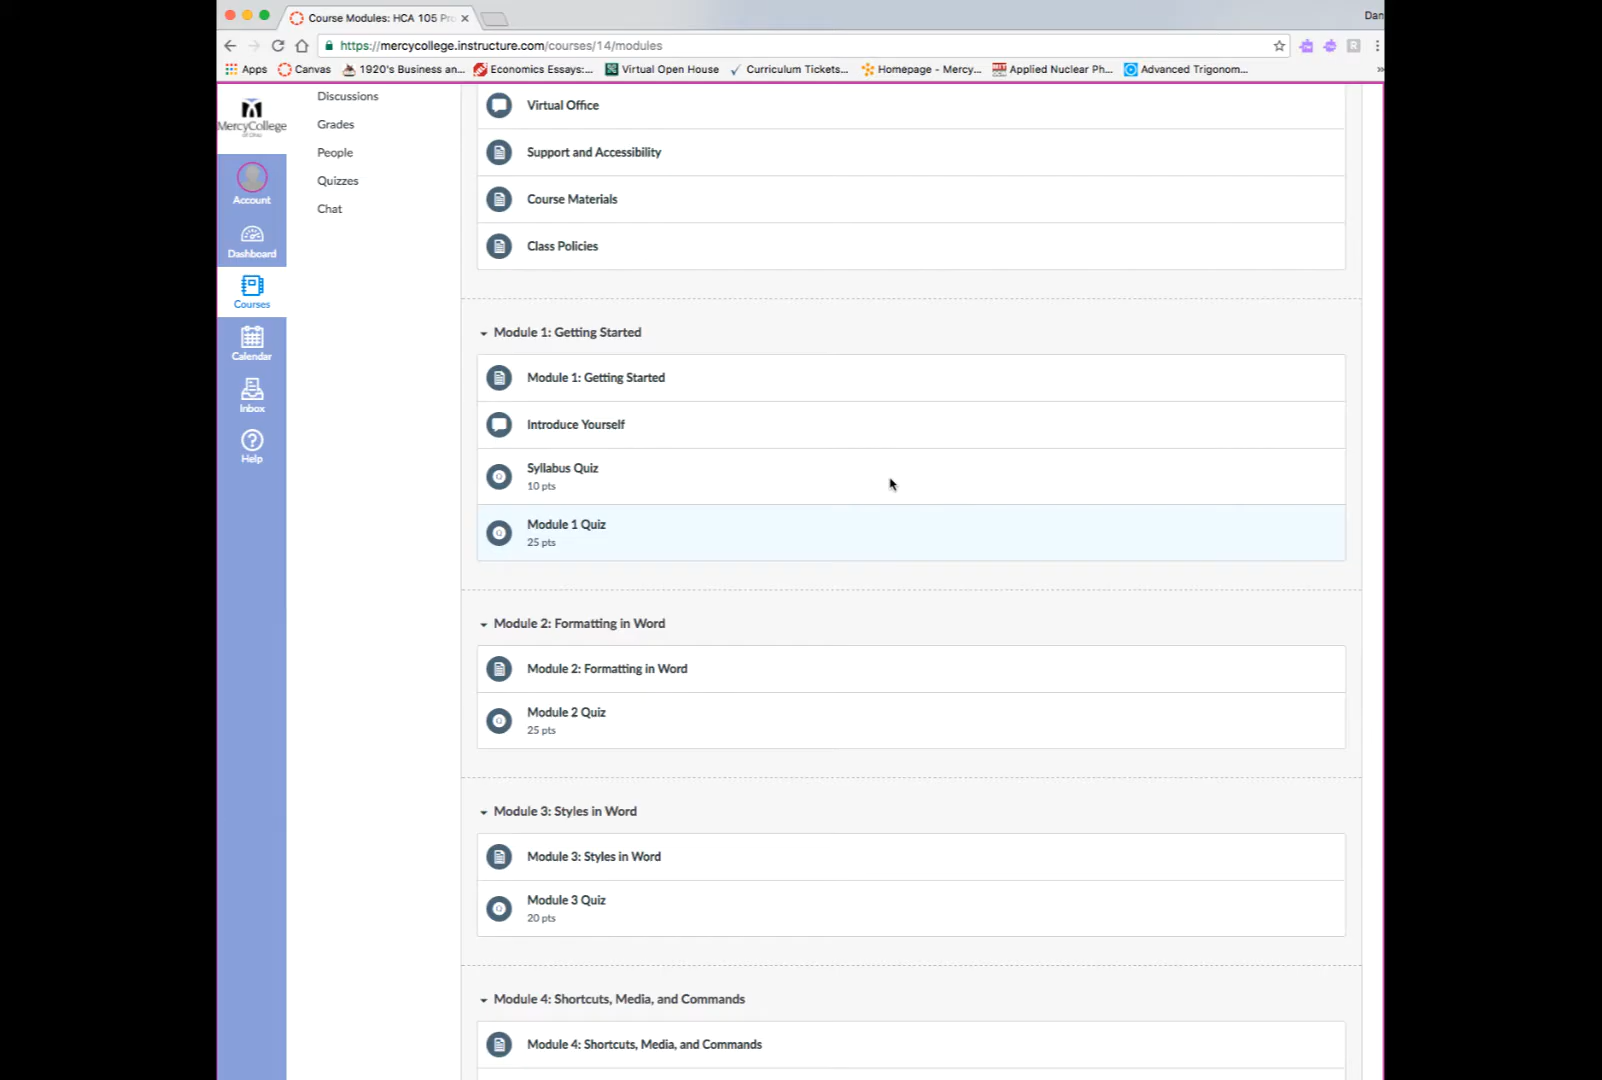 Course Modules: HCA 105 Pro
Dan
https://mercycollege.instructure.com/courses/14/modules
R
Apps
Canvas
1920's Business an...
Economics Essays:...
Virtual Open House
Curriculum Tickets...
Homepage - Mercy...
Applied Nuclear Ph...
Advanced Trigonom...
»
MercyCollege
Account
Dashboard
Courses
Calendar
Inbox
Help
Discussions
Grades
People
Quizzes
Chat
Virtual Office
Support and Accessibility
Course Materials
Class Policies
Module 1: Getting Started
Module 1: Getting Started
Introduce Yourself
Syllabus Quiz
10 pts
Module 1 Quiz
25 pts
Module 2: Formatting in Word
Module 2: Formatting in Word
Module 2 Quiz
25 pts
Module 3: Styles in Word
Module 3: Styles in Word
Module 3 Quiz
20 pts
Module 4: Shortcuts, Media, and Commands
Module 4: Shortcuts, Media, and Commands